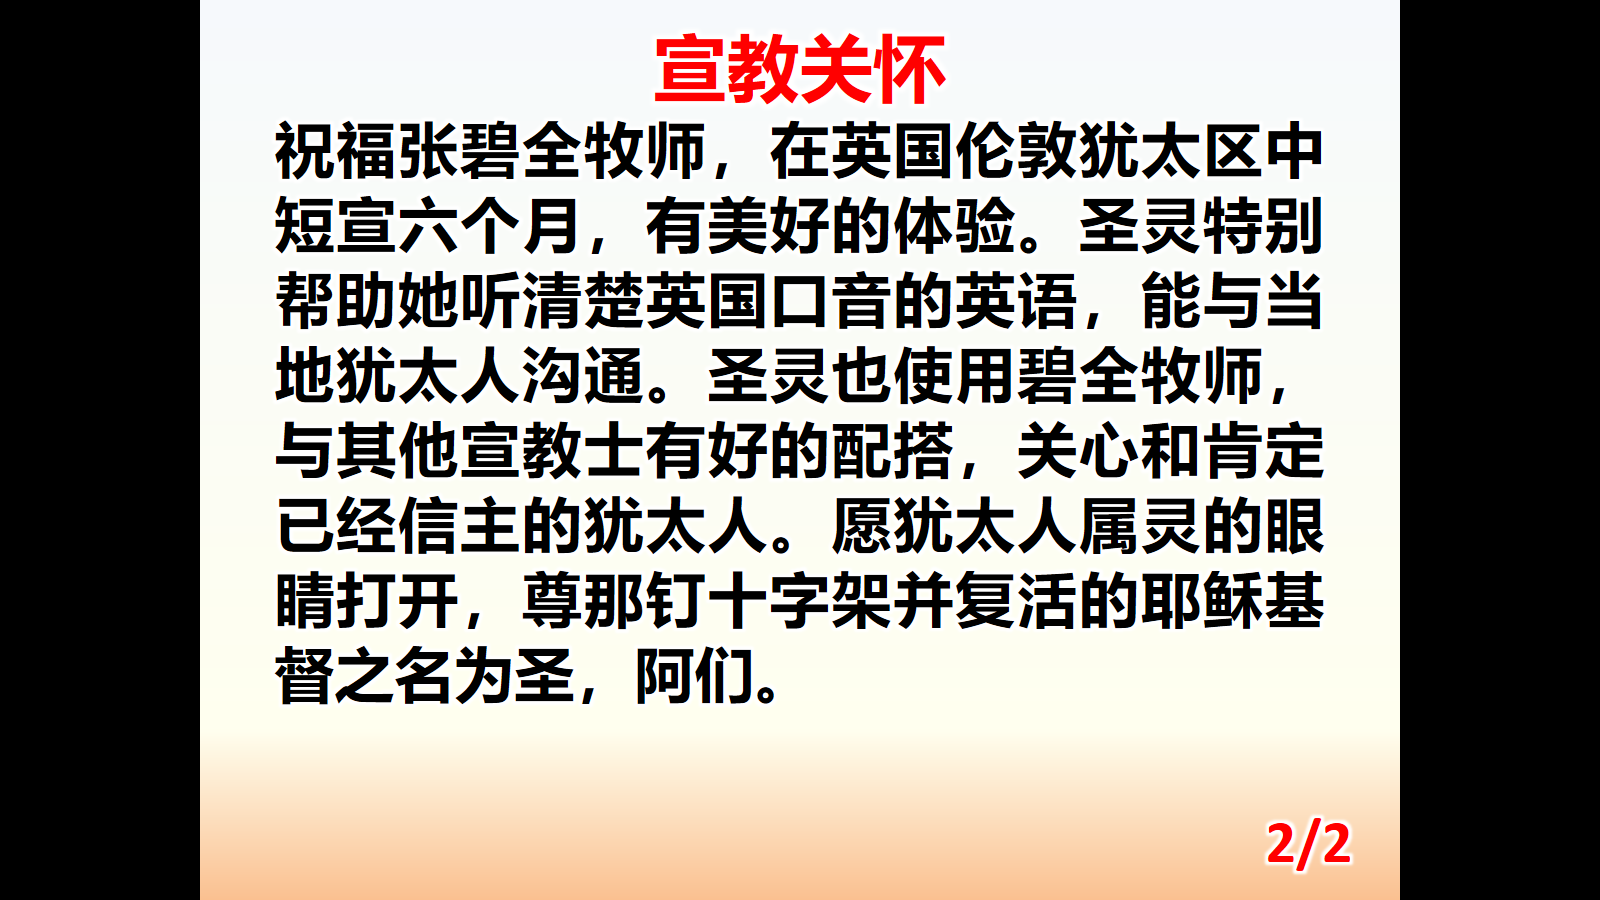 宣教关怀
祝福张碧全牧师，在英国伦敦犹太区中
短宣六个月，有美好的体验。圣灵特别
帮助她听清楚英国口音的英语，能与当
地犹太人沟通。圣灵也使用碧全牧师，
与其他宣教士有好的配搭，关心和肯定
已经信主的犹太人。愿犹太人属灵的眼
睛打开，尊那钉十字架并复活的耶稣基
督之名为圣，阿们。
2/2